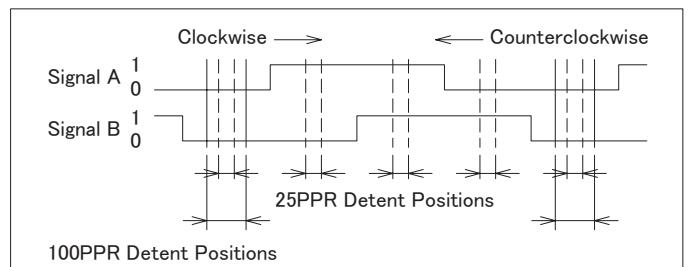 Clockwise Counterclockwise
Signal A 1
0
Signal B 1
0
25PPR Detent Positions
100PPR Detent Positions